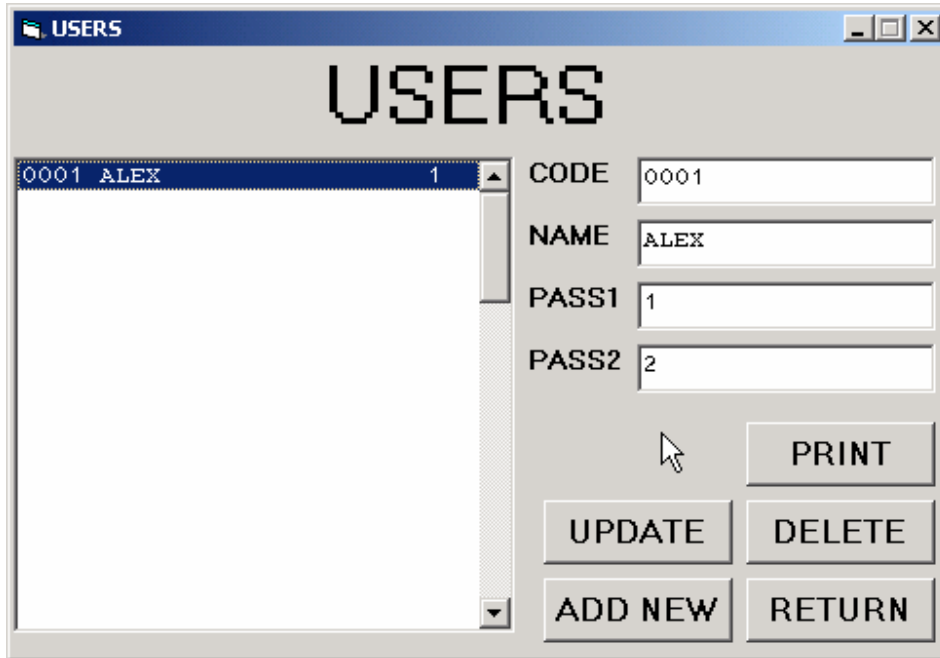 USERS
USERS
0001 ALEX 1
CODE 0001
NAME ALEX
PASS1 1
PASS2 2
PRINT
UPDATE DELETE
ADD NEW RETURN